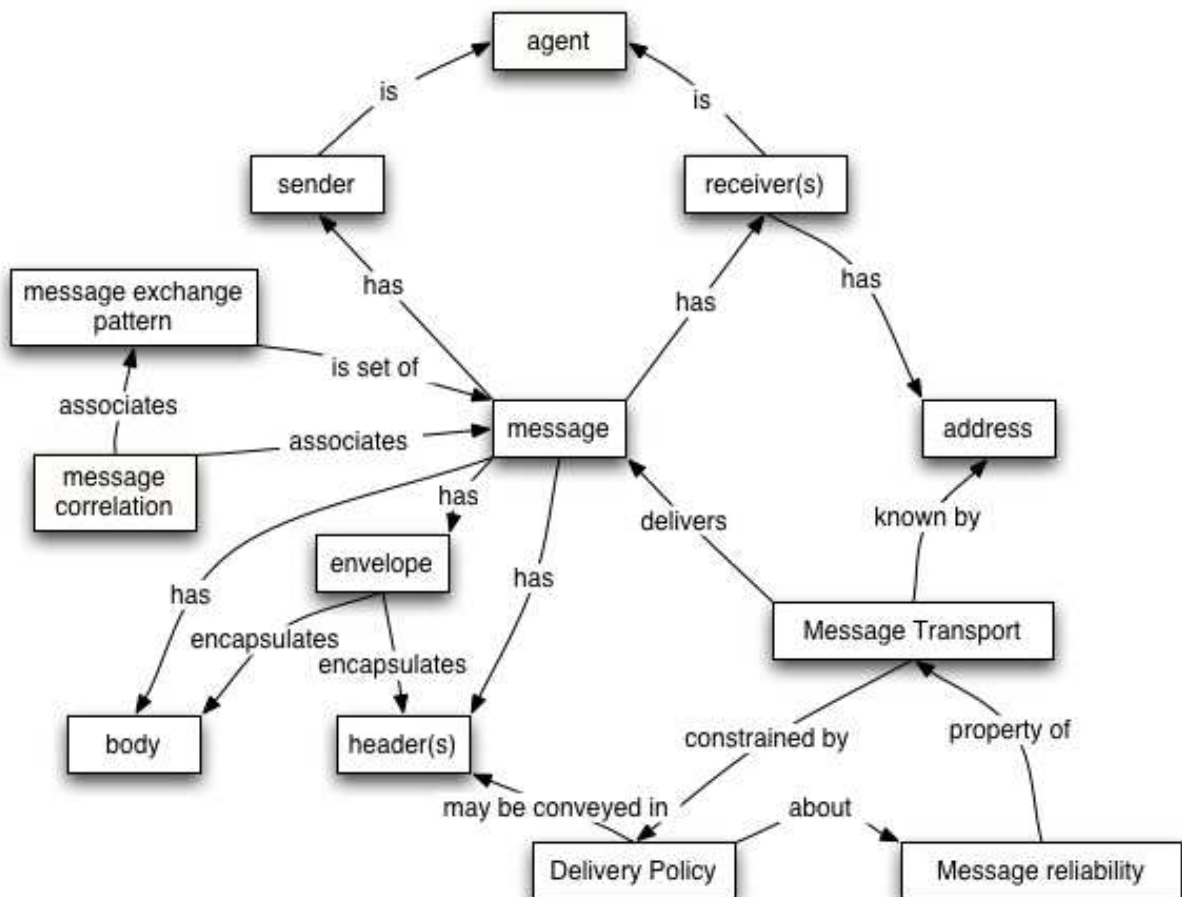 agent
is
is
sender
receiver(s)
has
has
has
message exchange
pattern
is set of
associates
associates
message
address
message
correlation
has
delivers
known by
envelope
has
has
encapsulates
encapsulates
Message Transport
body
header(s)
constrained by
property of
may be conveyed in
about
Delivery Policy
Message reliability